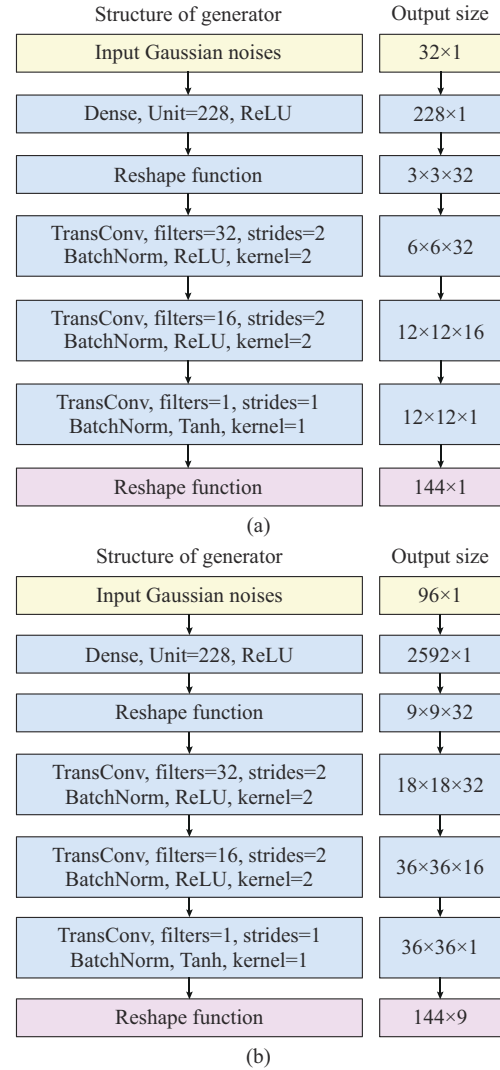 Structure of generator Output size
Input Gaussian noises 32×1
Dense, Unit=228, ReLU 228×1
Reshape function 3×3×32
TransConv, filters=32, strides=2
BatchNorm, ReLU, kernel=2
6×6×32
TransConv, filters=16, strides=2
BatchNorm, ReLU, kernel=2
12×12×16
TransConv, filters=1, strides=1
BatchNorm, Tanh, kernel=1
12×12×1
Reshape function 144×1
(a)
Structure of generator Output size
Input Gaussian noises 96×1
Dense, Unit=228, ReLU 2592×1
Reshape function 9×9×32
TransConv, filters=32, strides=2
BatchNorm, ReLU, kernel=2
18×18×32
TransConv, filters=16, strides=2
BatchNorm, ReLU, kernel=2
36×36×16
TransConv, filters=1, strides=1
BatchNorm, Tanh, kernel=1
36×36×1
Reshape function 144×9
(b)